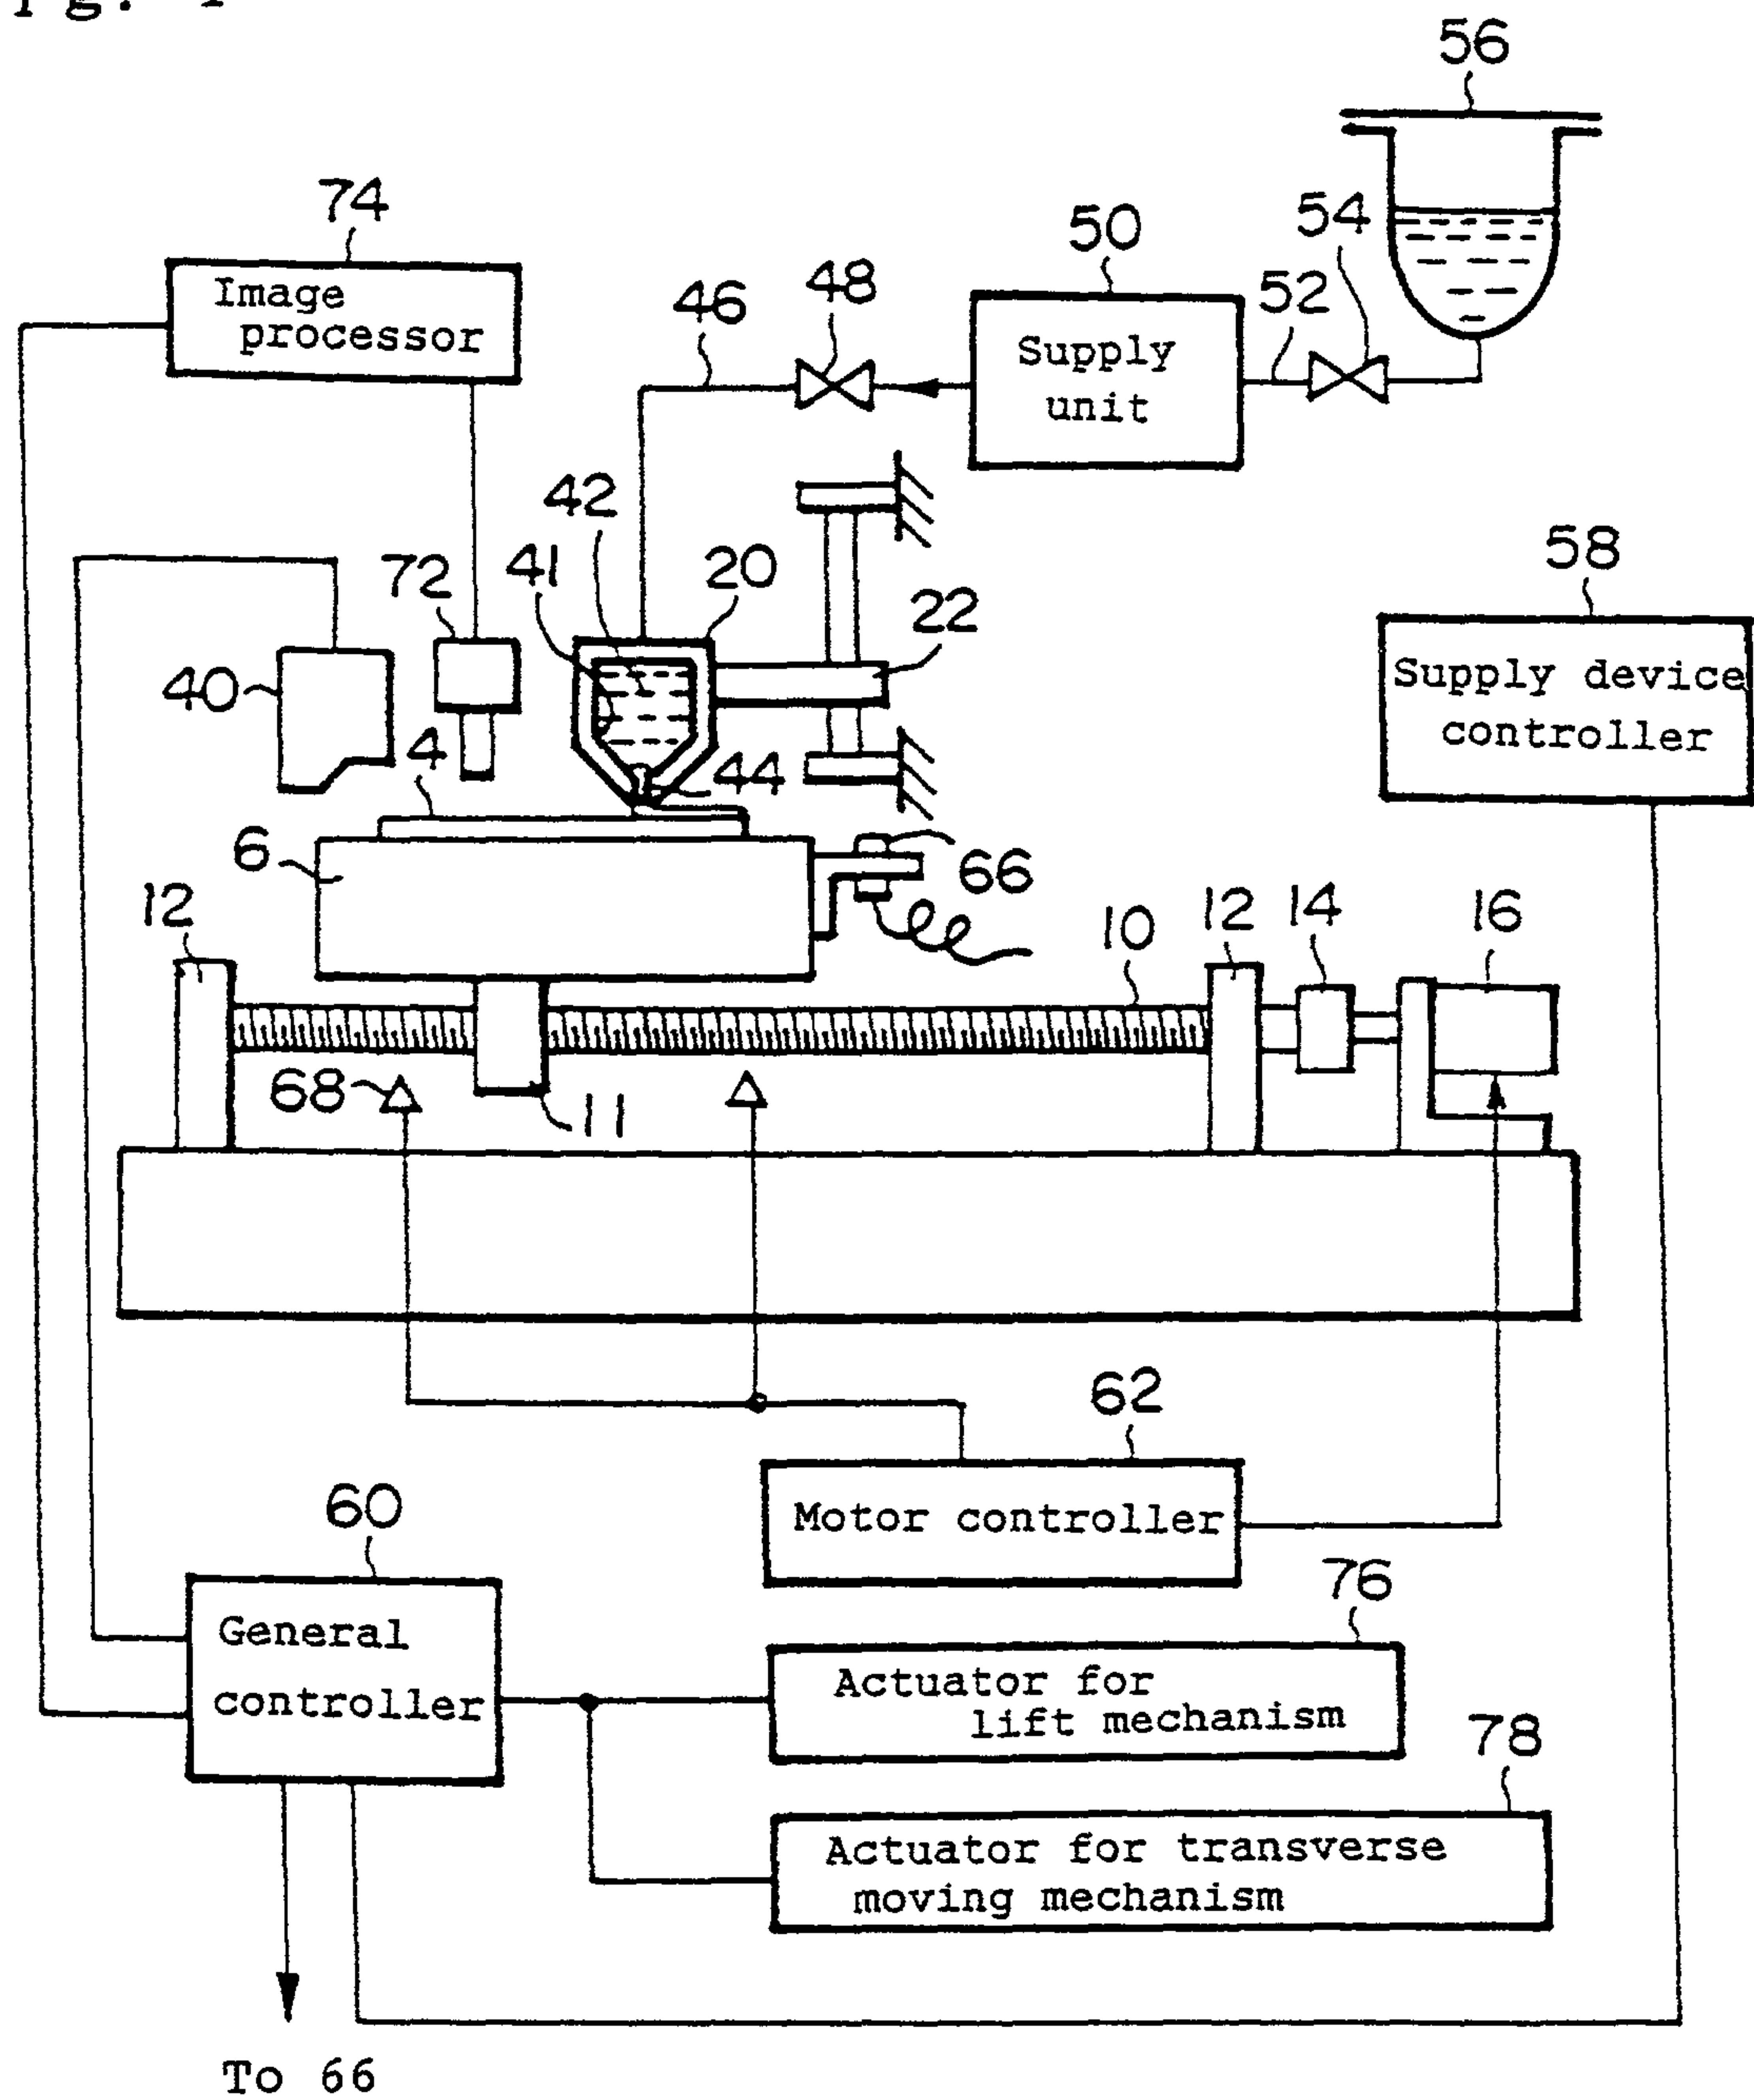 56
74
50
54
Image
processor
46
48
52
Supply
unit
42
58
72
41
20
22
40
Supply device
controller
4
44
6
66
12
10
12
14
16
68
11
62
Motor controller
60
76
General
controller
Actuator for
lift mechanism
78
Actuator for transverse
moving mechanism
To 66